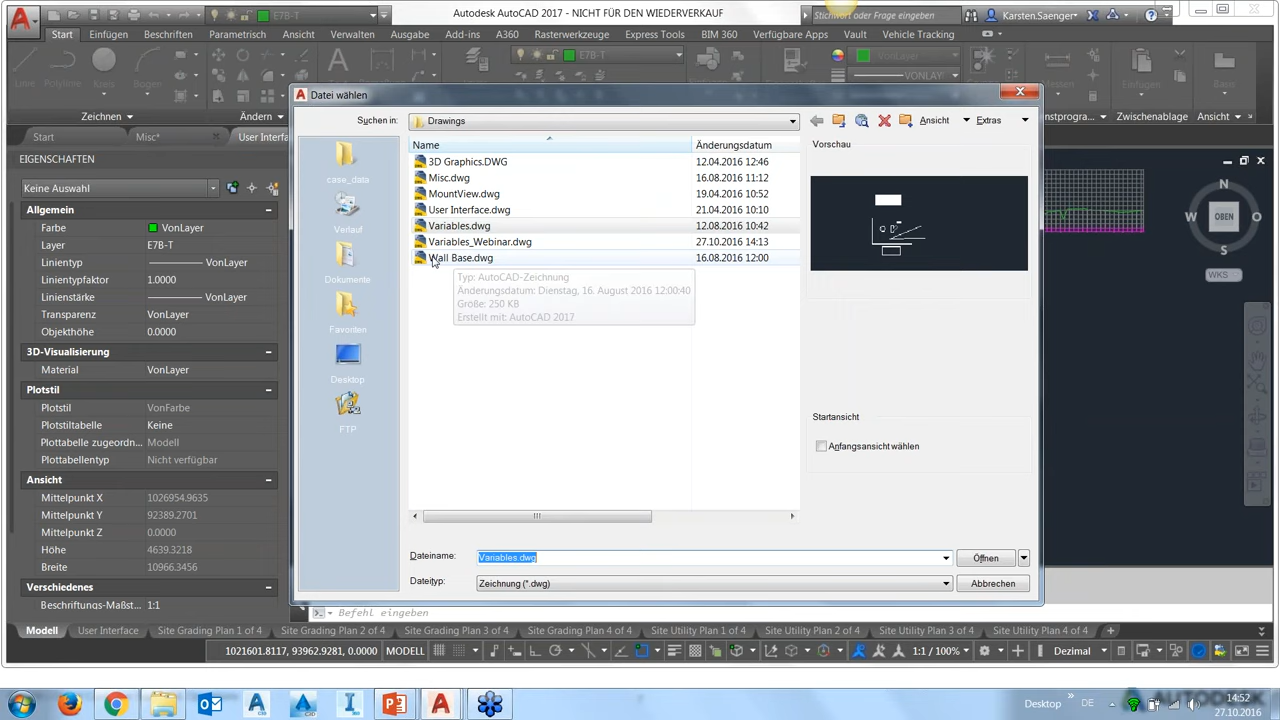 E7B-T
Autodesk AutoCAD 2017 - NICHT FÜR DEN WIEDERVERKAUF
Stichwort oder Frage eingeben
Karsten.Saenger...
Start
Einfügen
Beschriften
Parametrisch
Ansicht
Verwalten
Ausgabe
Add-ins
A360
Rasterwerkzeuge
Express Tools
BIM 360
Verfügbare Apps
Vault
Vehicle Tracking
Linie
Polylinie
Kreis
E7B-T
VonLayer
VONLAY
Einfügen
Basis
Zeichnen
Ändern
Zwischenablage
Ansicht
Start
Misc*
User Interfa
Datei wählen
Suchen in:
Drawings
Ansicht
Extras
case_data
Verlauf
Dokumente
Favoriten
Desktop
FTP
Name
Änderungsdatum
3D Graphics.DWG 12.04.2016 12:46
Misc.dwg 16.08.2016 11:12
MountView.dwg 19.04.2016 10:52
User Interface.dwg 21.04.2016 10:10
Variables.dwg 12.08.2016 10:42
Variables_Webinar.dwg 27.10.2016 14:13
Wall Base.dwg 16.08.2016 12:00
Typ: AutoCAD-Zeichnung
Änderungsdatum: Dienstag, 16. August 2016 12:00:40
Größe: 250 KB
Erstellt mit: AutoCAD 2017
Vorschau
Startansicht
Anfangsansicht wählen
Dateiname:
Variables.dwg
Öffnen
Dateityp:
Zeichnung (*.dwg)
Abbrechen
EIGENSCHAFTEN
Keine Auswahl
Allgemein
Farbe VonLayer
Layer E7B-T
Linientyp VonLayer
Linientypfaktor 1.0000
Linienstärke VonLayer
Transparenz VonLayer
Objekthöhe 0.0000
3D-Visualisierung
Material VonLayer
Plotstil
Plotstil VonFarbe
Plotstiltabelle Keine
Plottabelle zugeordn... Modell
Plottabellentyp Nicht verfügbar
Ansicht
Mittelpunkt X 1026954.9635
Mittelpunkt Y 92389.2701
Mittelpunkt Z 0.0000
Höhe 4639.3218
Breite 10966.3456
Verschiedenes
Beschriftungs-Maßst... 1:1
N
W
OBEN
O
S
WKS
Befehl eingeben
Modell
User Interface
Site Grading Plan 1 of 4
Site Grading Plan 2 of 4
Site Grading Plan 3 of 4
Site Grading Plan 4 of 4
Site Utility Plan 1 of 4
Site Utility Plan 2 of 4
Site Utility Plan 3 of 4
Site Utility Plan 4 of 4
1021601.8117, 93962.9281, 0.0000
MODELL
1:1 / 100%
Dezimal
Desktop
DE
AUTODESK
14:52
27.10.2016